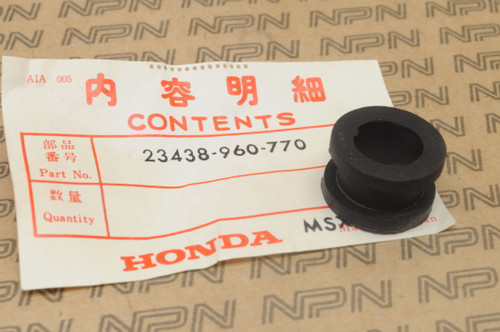 AIA 005
内容明細
CONTENTS
部品
番号
Part No.
23438-960-770
数量
Quantity
HONDA
NPN